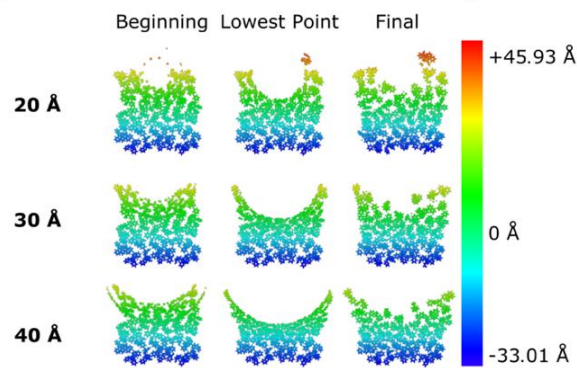 Beginning Lowest Point Final
+45.93 Å
20 Å
30 Å
0 Å
40 Å
-33.01 Å